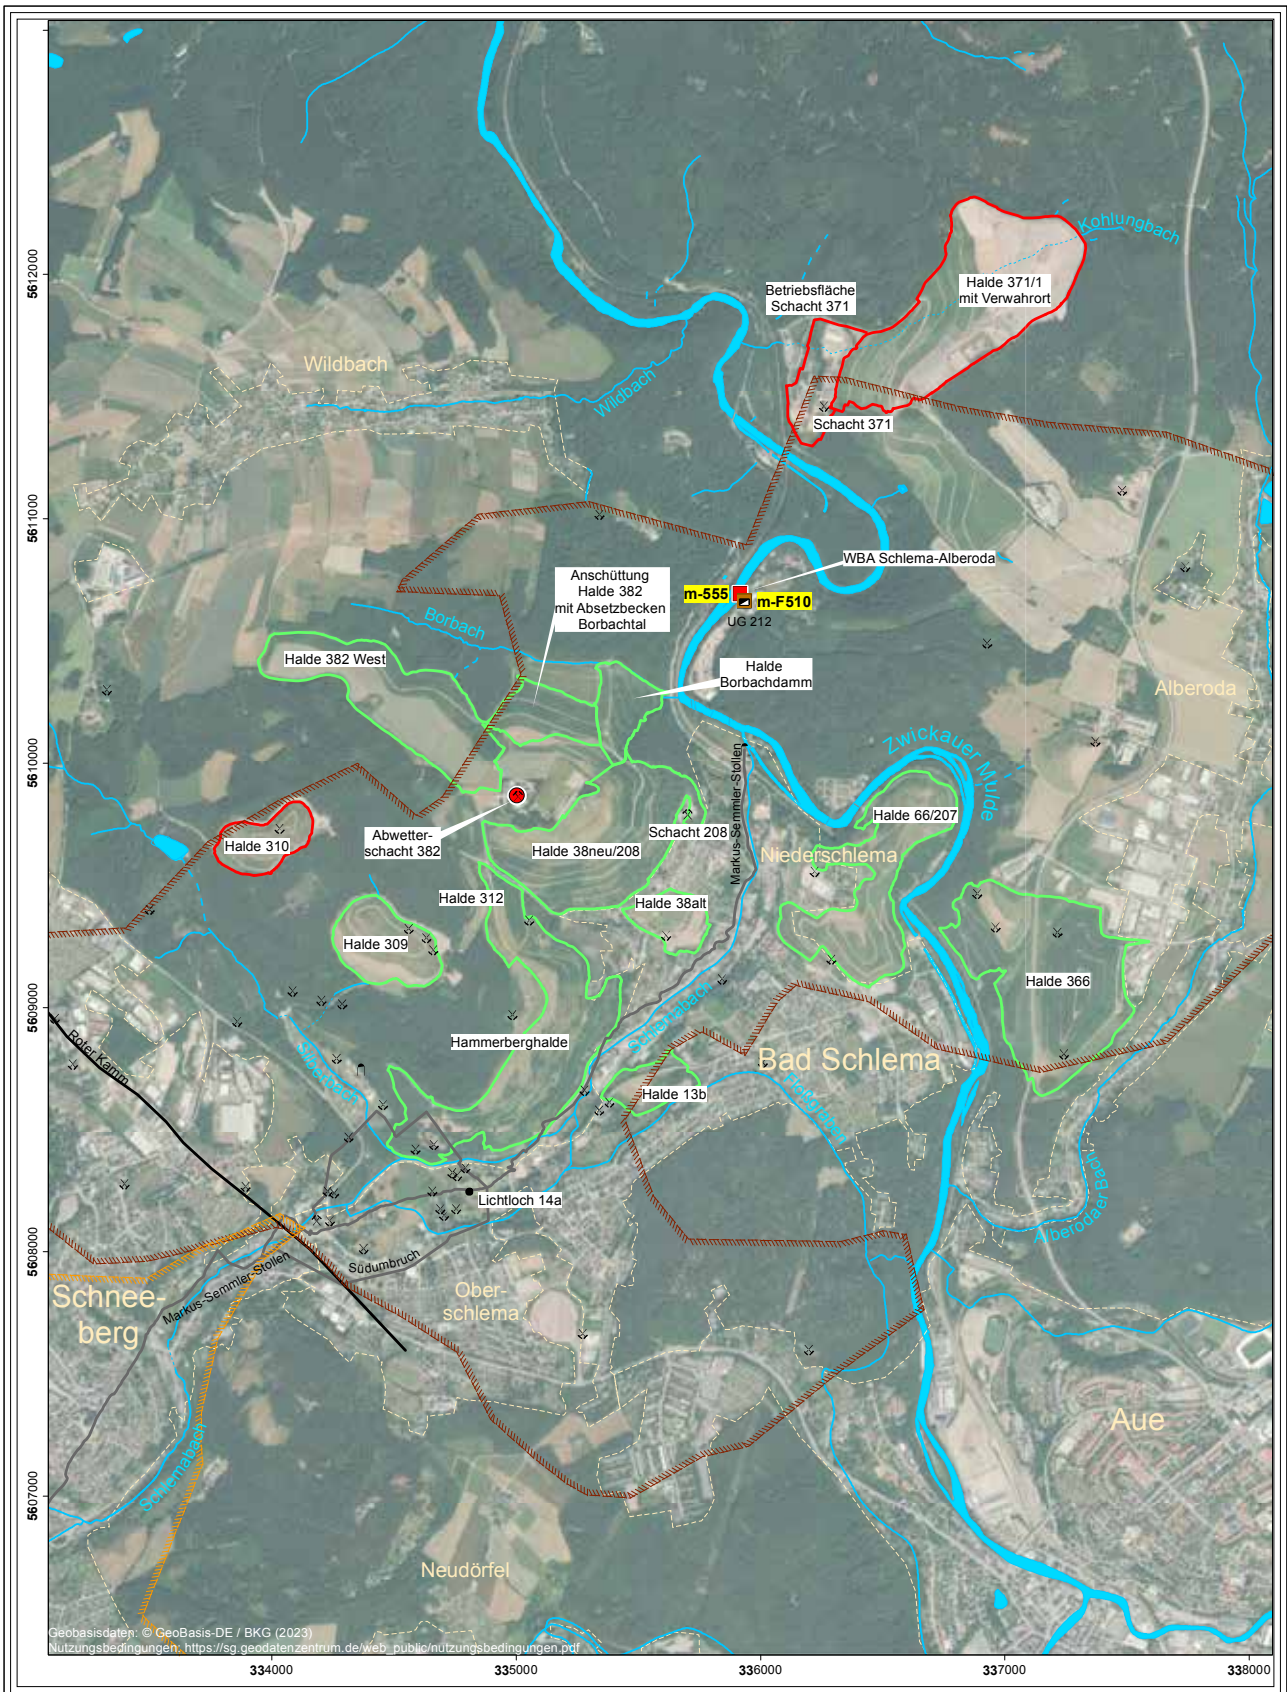 Kohlungbach
Betriebsfläche
Schacht 371
Halde 371/1
mit Verwahrort
Wildbach
Wildbach
Schacht 371
WBA Schlema-Alberoda
Anschüttung
Halde 382
mit Absetzbecken
Borbachtal
m-555
m-F510
UG 212
Borbach
Halde 382 West
Halde
Borbachdamm
Alberoda
Zwickauer Mulde
Markus-Semmler-Stollen
Halde 66/207
Abwetter-
schacht 382
Schacht 208
Halde 310
Halde 38neu/208
Niederschlema
Halde 312
Halde 38alt
Halde 309
Halde 366
Schlemabach
Hammerberghalde
Roter Kamm
Bad Schlema
Halde 13b
Floßgraben
Lichtloch 14a
Alberodaer Bach
Südumbruch
Markus-Semmler-Stollen
Schnee-
berg
Ober-
schlema
Aue
Schlemabach
Neudörfel
Geobasisdaten: © GeoBasis-DE / BKG (2023)
Nutzungsbedingungen: https://sg.geodatenzentrum.de/web_public/nutzungsbedingungen.pdf
5612000
5611000
5610000
5609000
5608000
5607000
334000
335000
336000
337000
338000